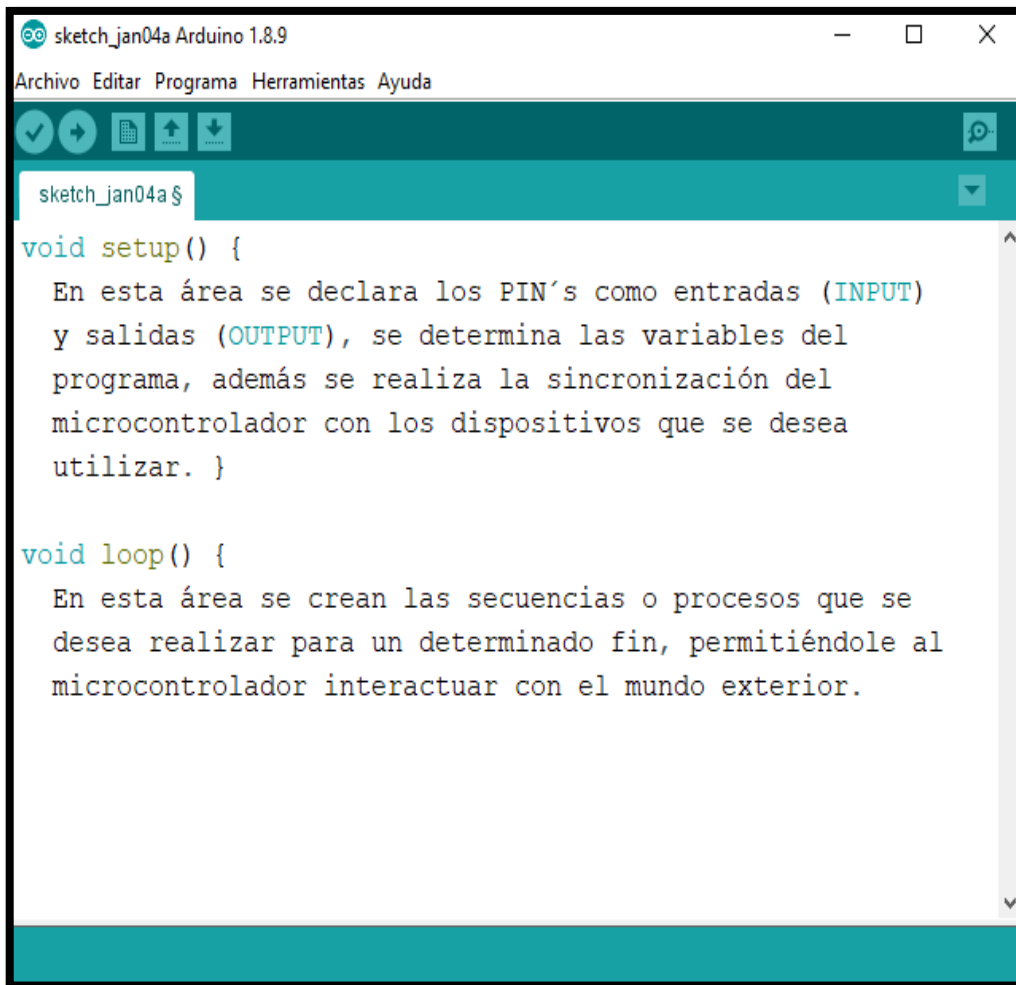 sketch_jan04a Arduino 1.8.9
Archivo Editar Programa Herramientas Ayuda
sketch_jan04a §
void setup() {
En esta área se declara los PIN´s como entradas (INPUT)
y salidas (OUTPUT), se determina las variables del
programa, además se realiza la sincronización del
microcontrolador con los dispositivos que se desea
utilizar. }
void loop() {
En esta área se crean las secuencias o procesos que se
desea realizar para un determinado fin, permitiéndole al
microcontrolador interactuar con el mundo exterior.